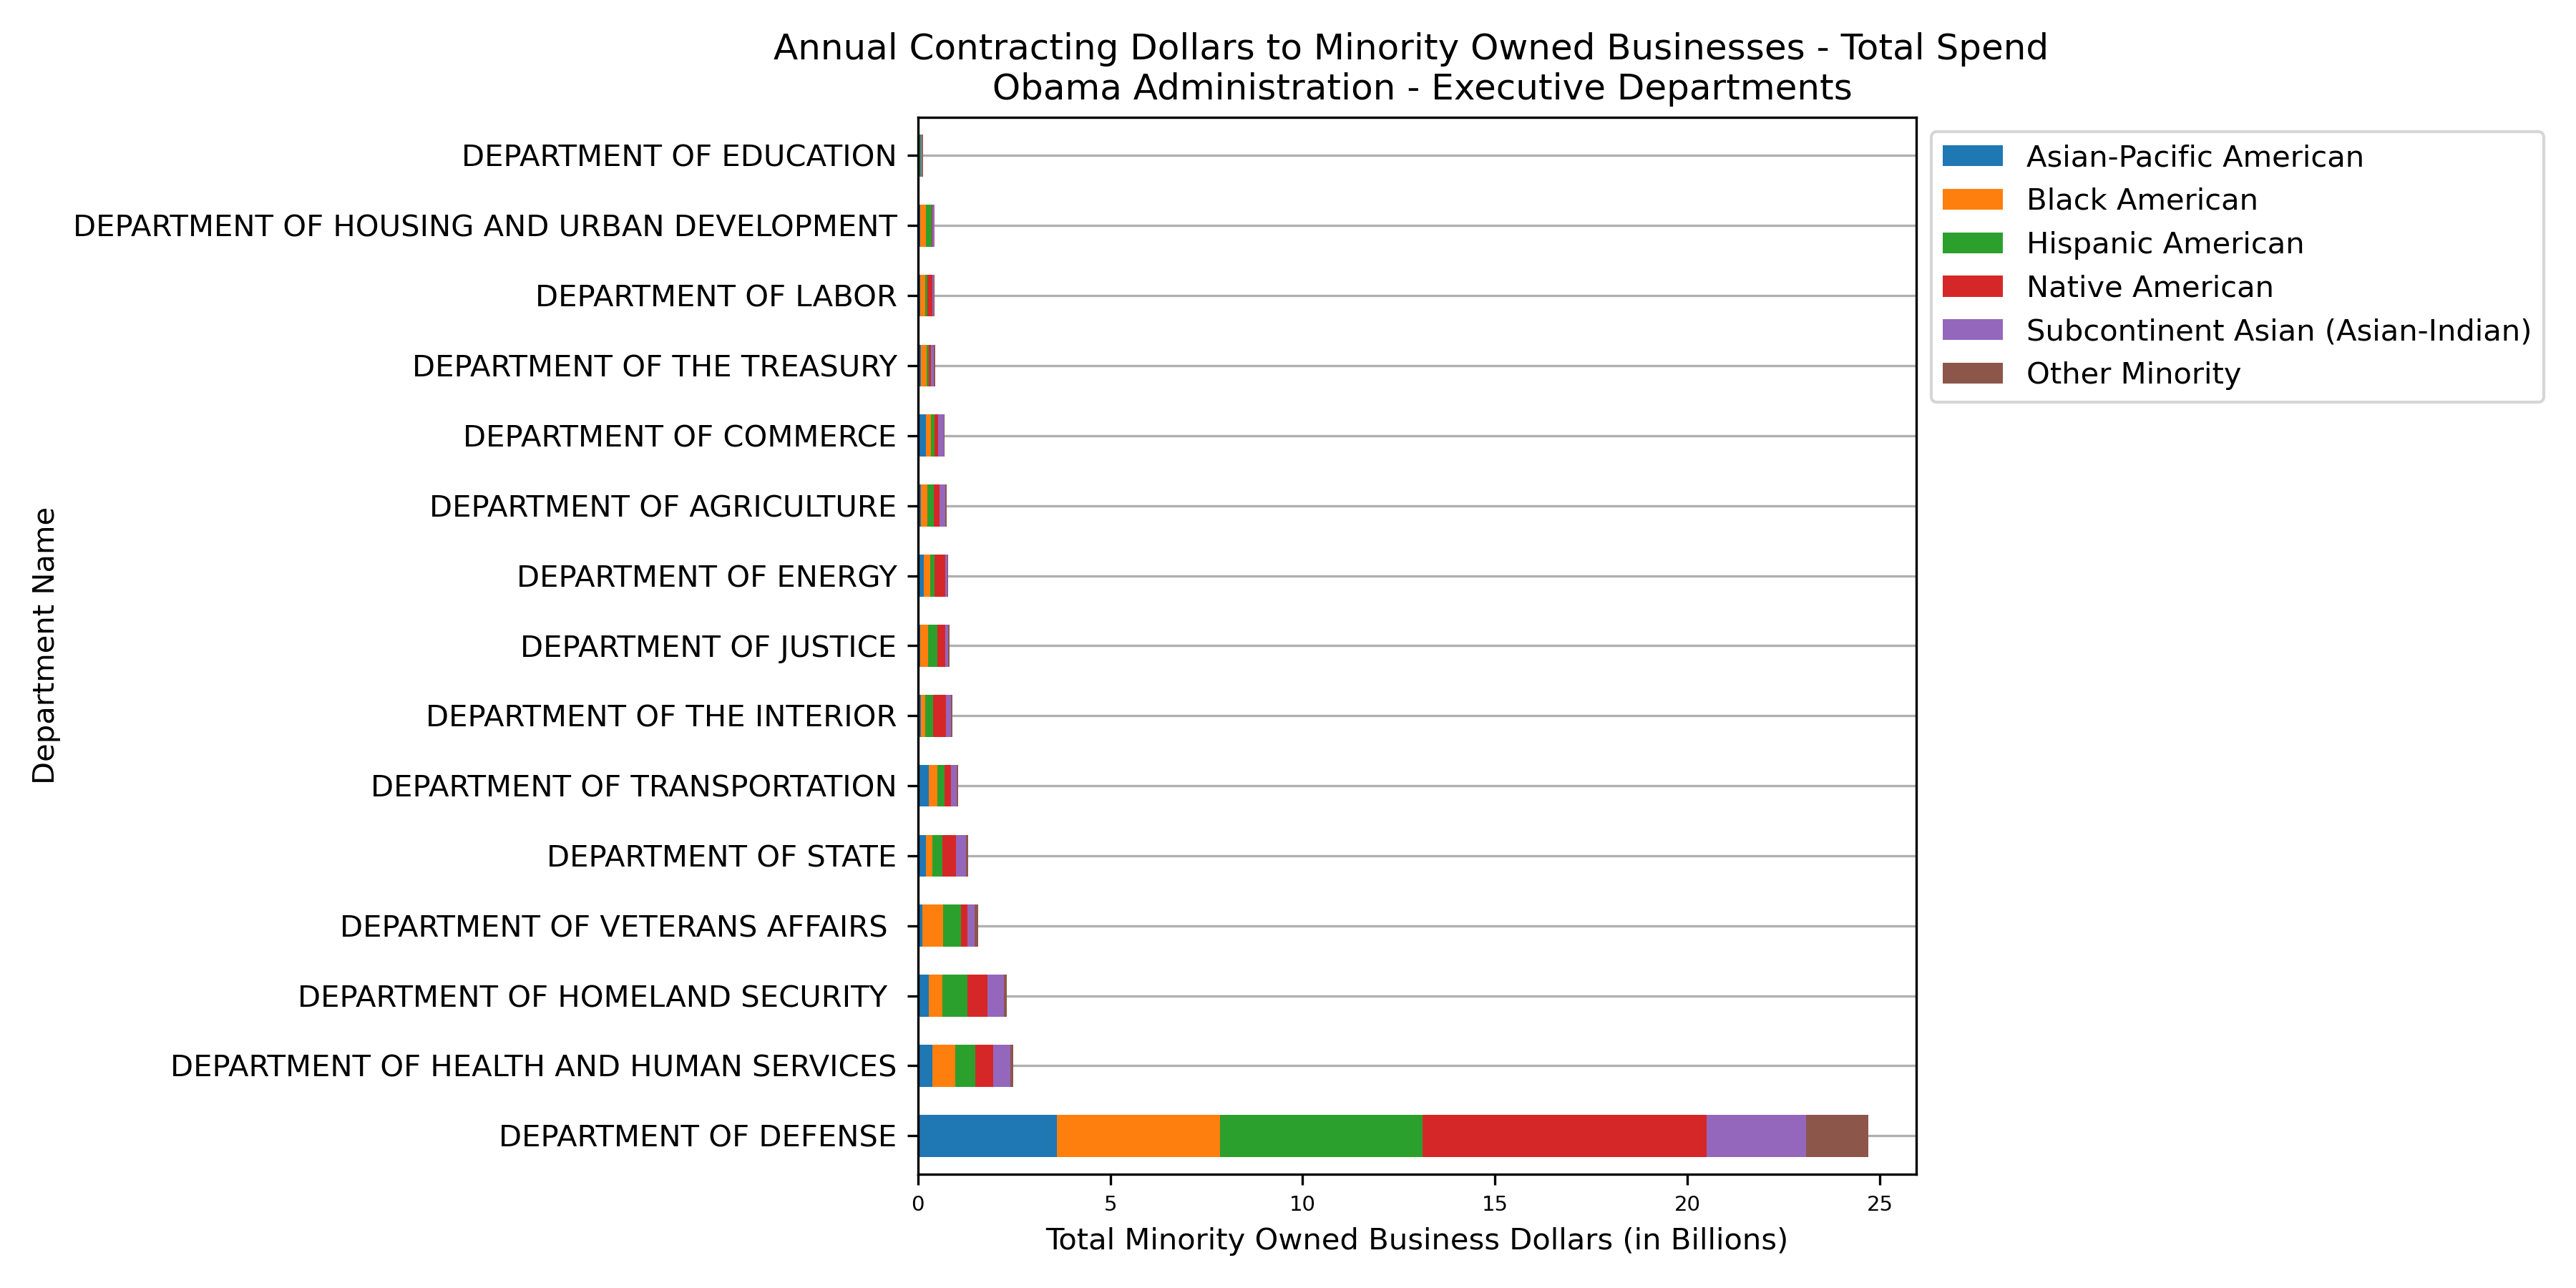 Annual Contracting Dollars to Minority Owned Businesses - Total Spend
Obama Administration - Executive Departments
Department Name
DEPARTMENT OF EDUCATION
DEPARTMENT OF HOUSING AND URBAN DEVELOPMENT
DEPARTMENT OF LABOR
DEPARTMENT OF THE TREASURY
DEPARTMENT OF COMMERCE
DEPARTMENT OF AGRICULTURE
DEPARTMENT OF ENERGY
DEPARTMENT OF JUSTICE
DEPARTMENT OF THE INTERIOR
DEPARTMENT OF TRANSPORTATION
DEPARTMENT OF STATE
DEPARTMENT OF VETERANS AFFAIRS
DEPARTMENT OF HOMELAND SECURITY
DEPARTMENT OF HEALTH AND HUMAN SERVICES
DEPARTMENT OF DEFENSE
0 5 10 15 20 25
Total Minority Owned Business Dollars (in Billions)
Asian-Pacific American
Black American
Hispanic American
Native American
Subcontinent Asian (Asian-Indian)
Other Minority